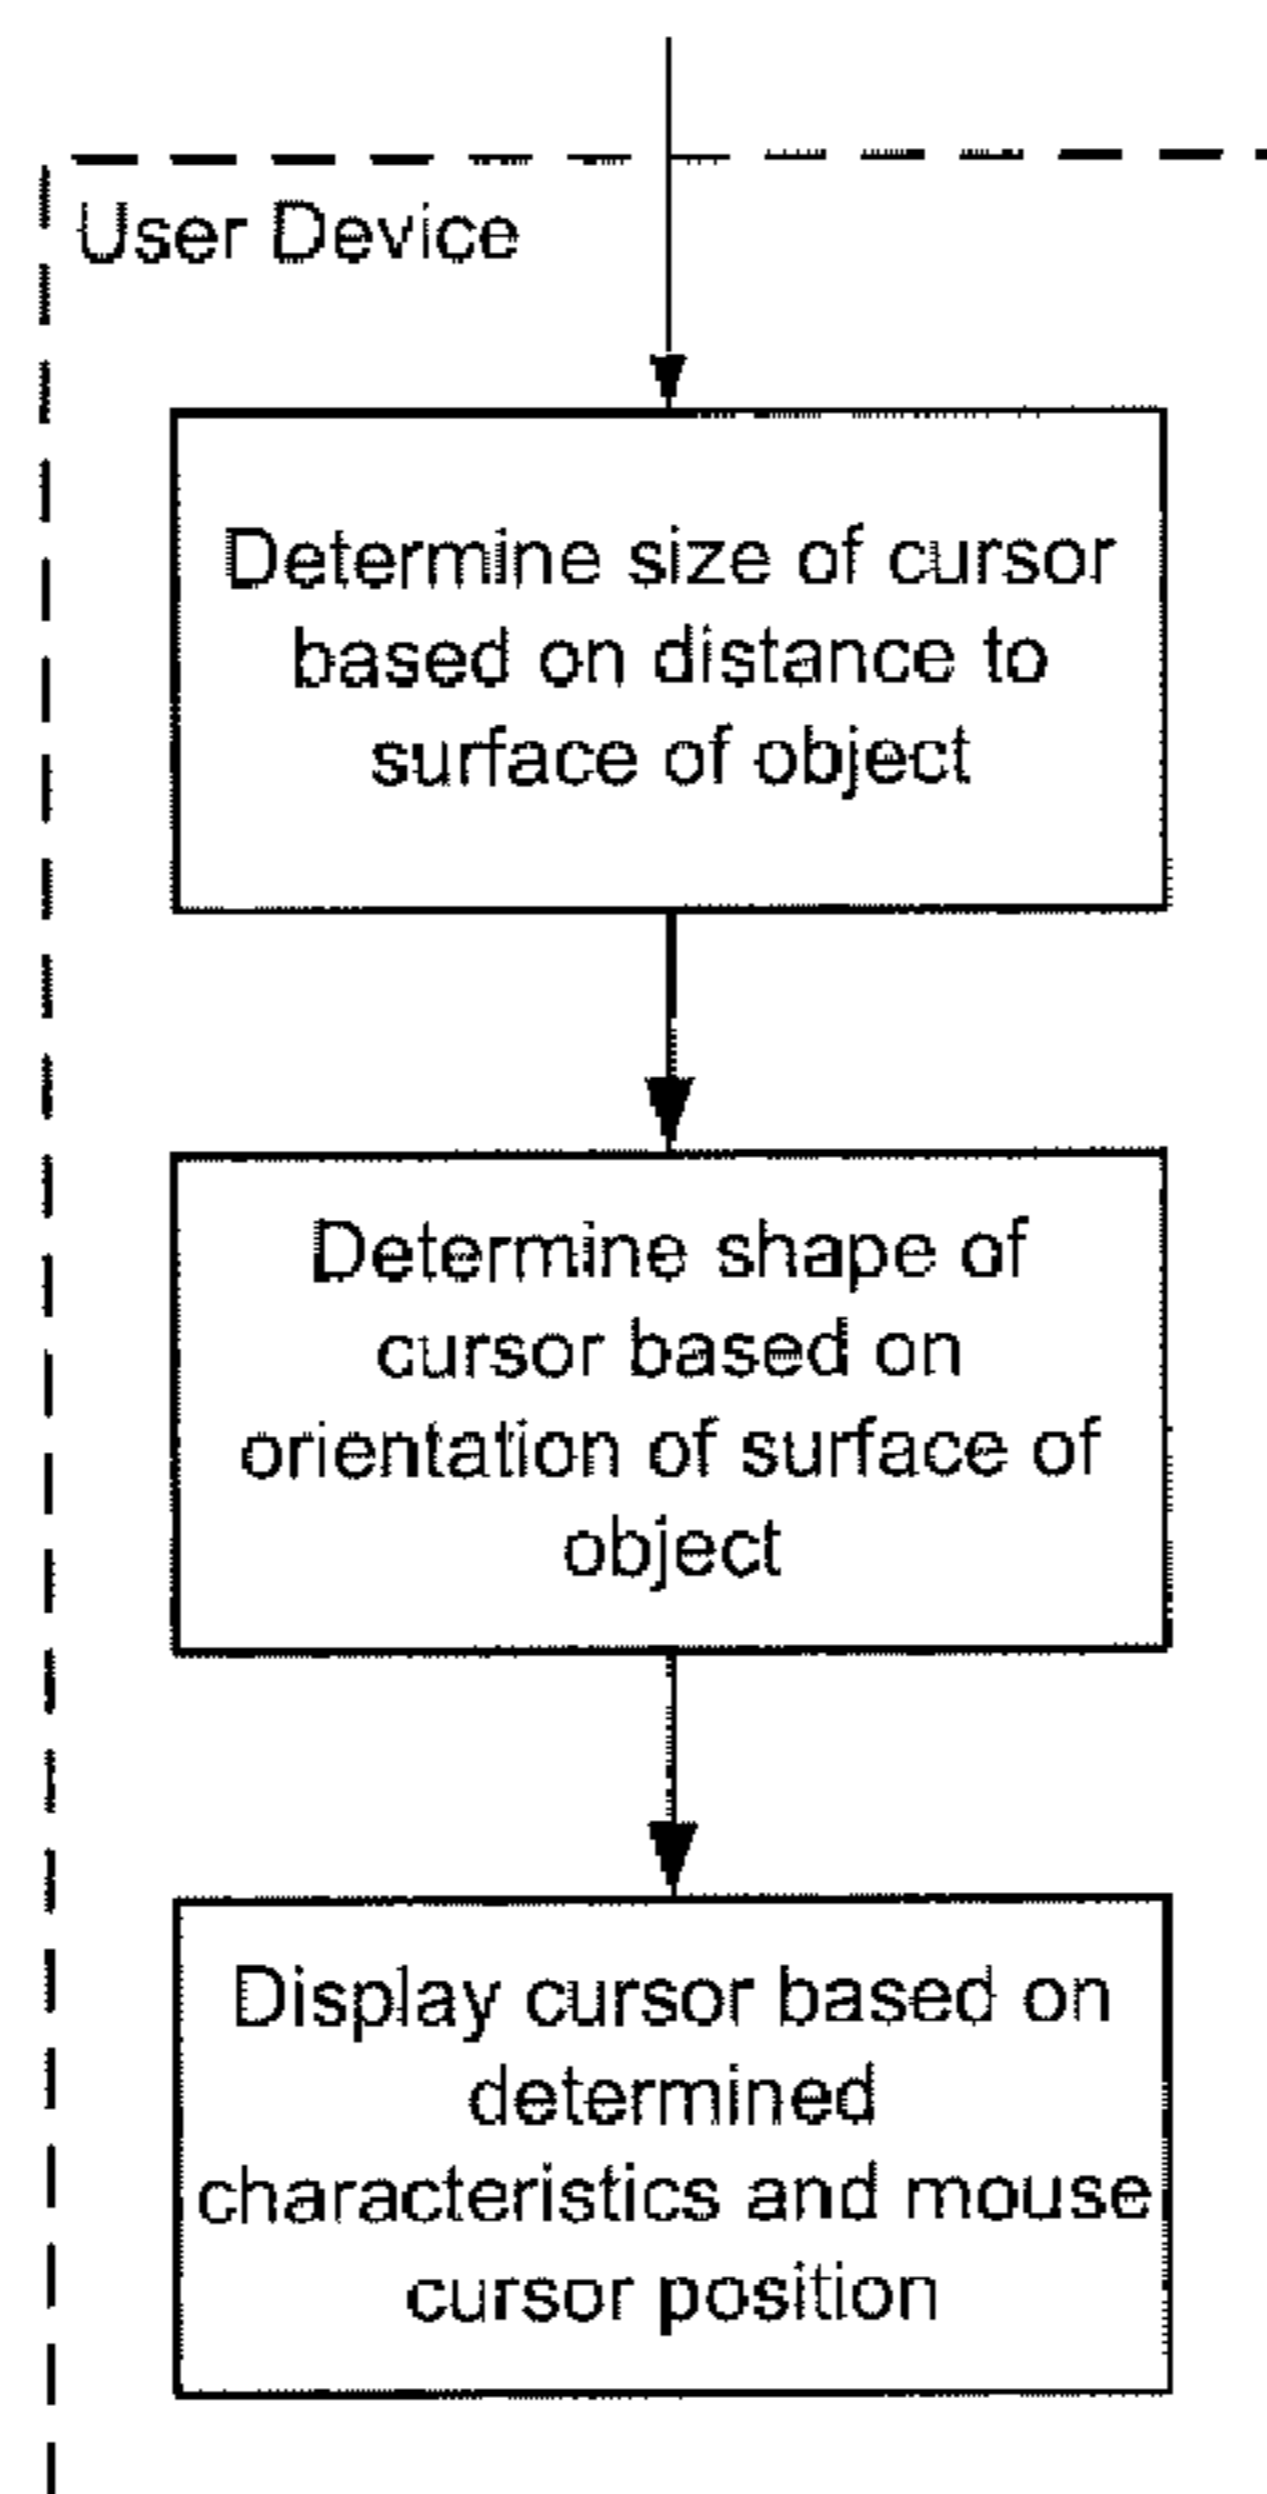 User Device
Determine size of cursor
based on distance to
surface of object
Determine shape of
cursor based on
orientation of surface of
object
Display cursor based on
determined
characteristics and mouse
cursor position